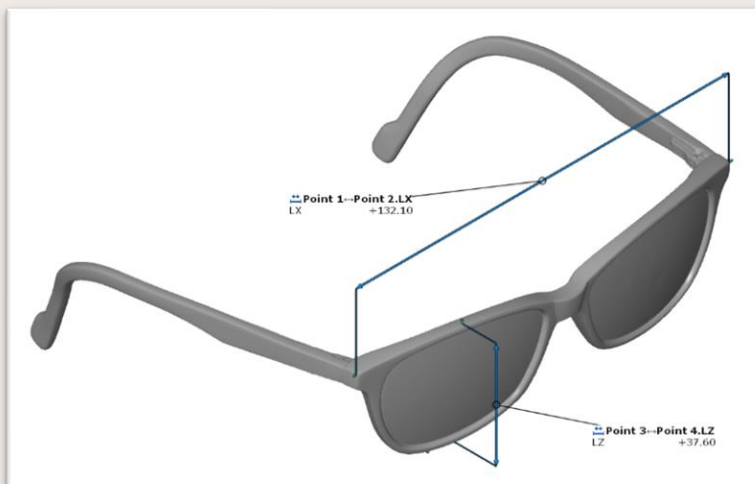 Point 1↔Point 2.LX
LX +132.10
Point 3↔Point 4.LZ
LZ +37.60